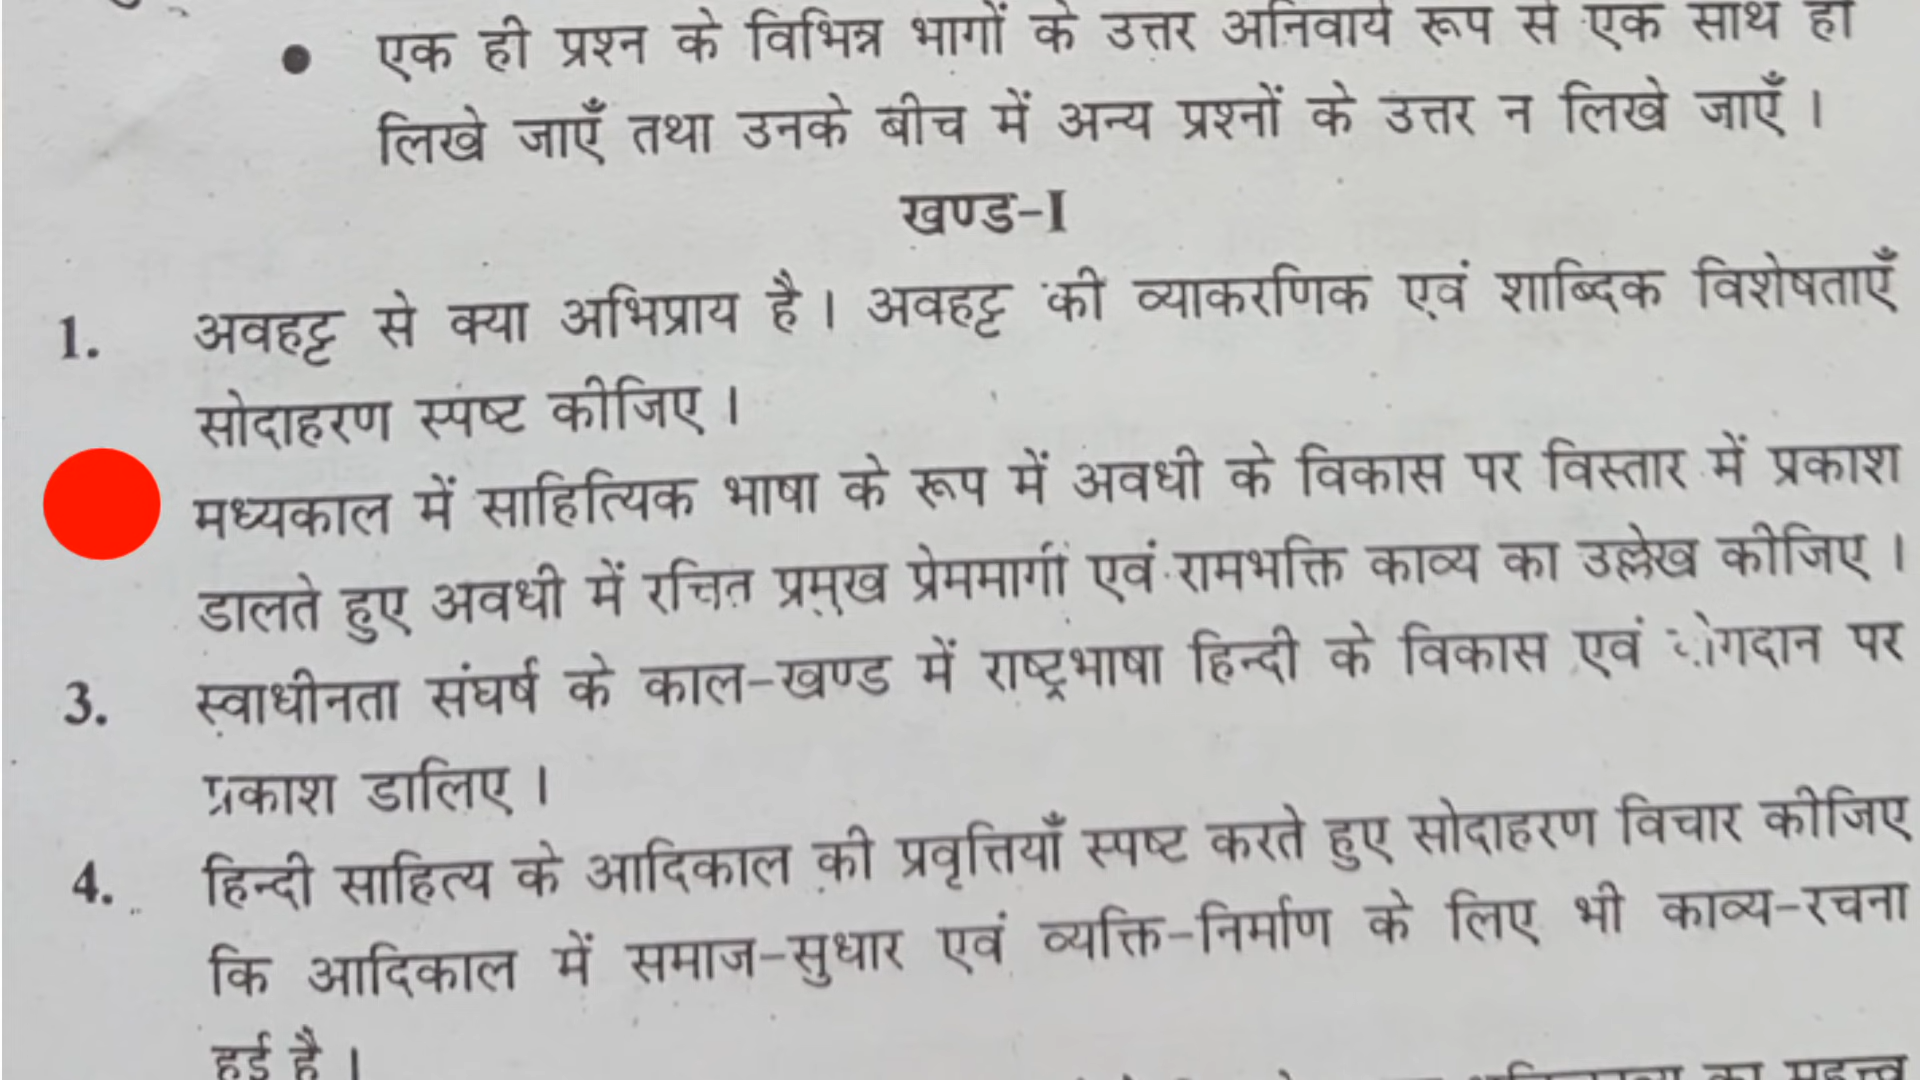 एक ही प्रश्न के विभिन्न भागों के उत्तर अनिवार्य रूप से एक साथ ही
लिखे जाएँ तथा उनके बीच में अन्य प्रश्नों के उत्तर न लिखे जाएँ ।
खण्ड-I
1. अवहट्ट से क्या अभिप्राय है । अवहट्ट की व्याकरणिक एवं शाब्दिक विशेषताएँ
सोदाहरण स्पष्ट कीजिए ।
मध्यकाल में साहित्यिक भाषा के रूप में अवधी के विकास पर विस्तार में प्रकाश
डालते हुए अवधी में रचित प्रमुख प्रेममार्गी एवं रामभक्ति काव्य का उल्लेख कीजिए ।
3. स्वाधीनता संघर्ष के काल-खण्ड में राष्ट्रभाषा हिन्दी के विकास एवं योगदान पर
प्रकाश डालिए ।
4. हिन्दी साहित्य के आदिकाल की प्रवृत्तियाँ स्पष्ट करते हुए सोदाहरण विचार कीजिए
कि आदिकाल में समाज-सुधार एवं व्यक्ति-निर्माण के लिए भी काव्य-रचना
हुई है ।
का महत्त्व